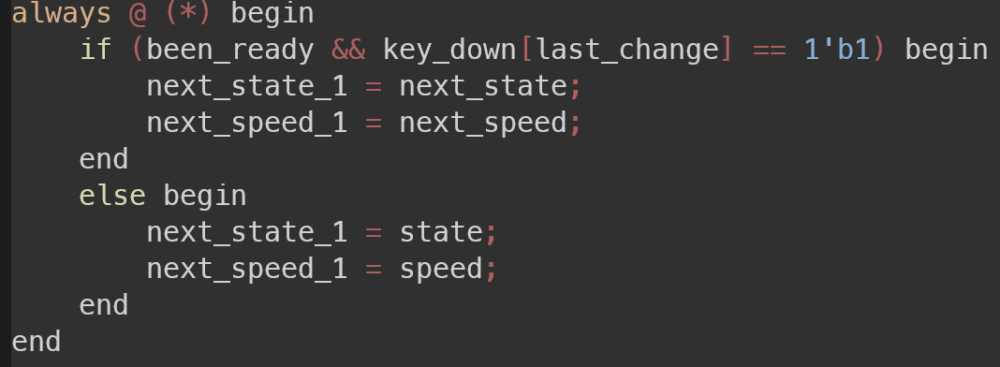 always @ (*) begin
    if (been_ready && key_down[last_change] == 1'b1) begin
        next_state_1 = next_state;
        next_speed_1 = next_speed;
    end
    else begin
        next_state_1 = state;
        next_speed_1 = speed;
    end
end